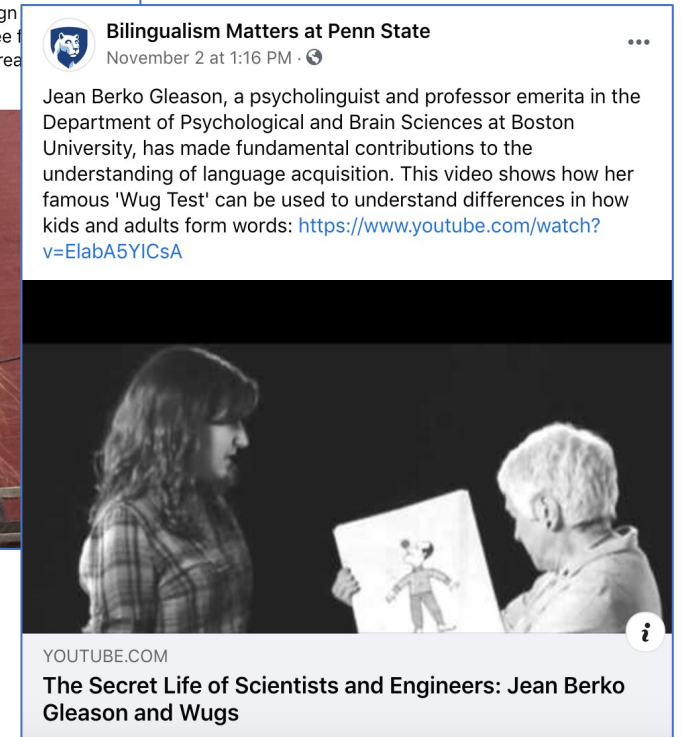 gn
ee f
rea
Bilingualism Matters at Penn State
November 2 at 1:16 PM ·
Jean Berko Gleason, a psycholinguist and professor emerita in the
Department of Psychological and Brain Sciences at Boston
University, has made fundamental contributions to the
understanding of language acquisition. This video shows how her
famous 'Wug Test' can be used to understand differences in how
kids and adults form words: https://www.youtube.com/watch?
v=ElabA5YICsA
i
YOUTUBE.COM
The Secret Life of Scientists and Engineers: Jean Berko
Gleason and Wugs